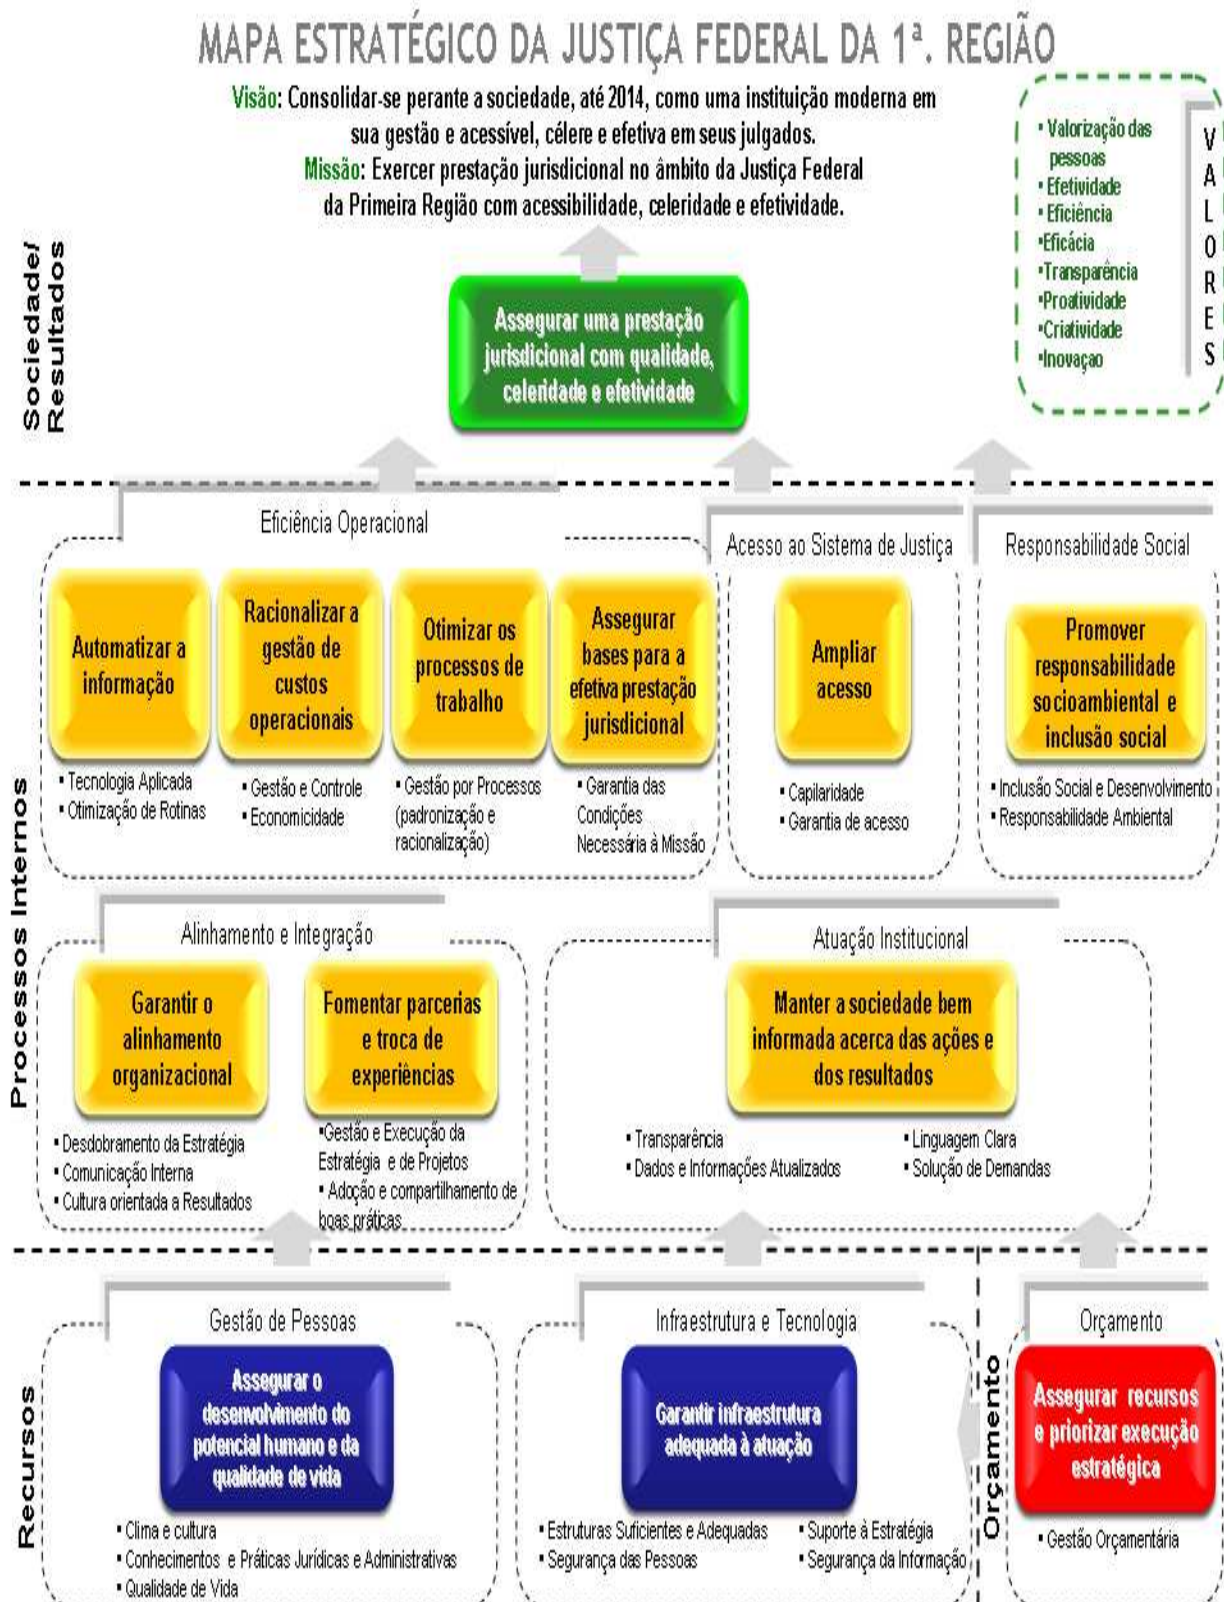 MAPA ESTRATÉGICO DA JUSTIÇA FEDERAL DA 1ª. REGIÃO
Visão: Consolidar-se perante a sociedade, até 2014, como uma instituição moderna em
sua gestão e acessível, célere e efetiva em seus julgados.
Missão: Exercer prestação jurisdicional no âmbito da Justiça Federal
da Primeira Região com acessibilidade, celeridade e efetividade.
▪ Valorização das
pessoas
▪ Efetividade
▪ Eficiência
▪Eficácia
▪Transparência
▪Proatividade
▪Criatividade
▪Inovaçao
VALORES
Sociedade/
Resultados
Assegurar uma prestação
jurisdicional com qualidade,
celeridade e efetividade
Processos Internos
Eficiência Operacional
Automatizar a
informação
▪ Tecnologia Aplicada
▪ Otimização de Rotinas
Racionalizar a
gestão de
custos
operacionais
▪ Gestão e Controle
▪ Economicidade
Otimizar os
processos de
trabalho
▪ Gestão por Processos
(padronização e
racionalização)
Assegurar
bases para a
efetiva prestação
jurisdicional
▪ Garantia das
Condições
Necessária à Missão
Acesso ao Sistema de Justiça
Ampliar
acesso
▪ Capilaridade
▪ Garantia de acesso
Responsabilidade Social
Promover
responsabilidade
socioambiental e
inclusão social
▪ Inclusão Social e Desenvolvimento
▪ Responsabilidade Ambiental
Alinhamento e Integração
Garantir o
alinhamento
organizacional
▪ Desdobramento da Estratégia
▪ Comunicação Interna
▪ Cultura orientada a Resultados
Fomentar parcerias
e troca de
experiências
▪Gestão e Execução da
Estratégia e de Projetos
▪ Adoção e compartilhamento de
boas práticas
Atuação Institucional
Manter a sociedade bem
informada acerca das ações e
dos resultados
▪ Transparência
▪ Dados e Informações Atualizados
▪ Linguagem Clara
▪ Solução de Demandas
Recursos
Gestão de Pessoas
Assegurar o
desenvolvimento do
potencial humano e da
qualidade de vida
▪ Clima e cultura
▪ Conhecimentos e Práticas Jurídicas e Administrativas
▪ Qualidade de Vida
Infraestrutura e Tecnologia
Garantir infraestrutura
adequada à atuação
▪ Estruturas Suficientes e Adequadas
▪ Segurança das Pessoas
▪ Suporte à Estratégia
▪ Segurança da Informação
Orçamento
Orçamento
Assegurar recursos
e priorizar execução
estratégica
▪ Gestão Orçamentária